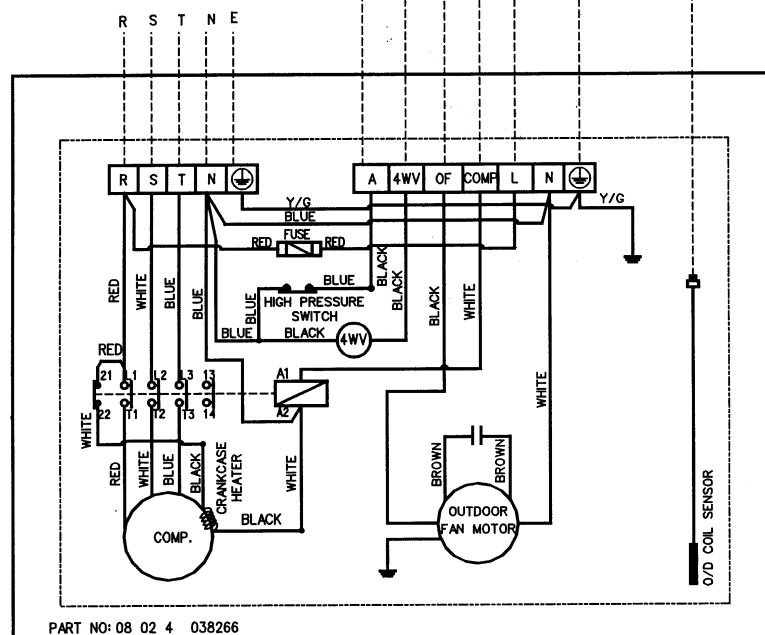 R S T N E
R S T N
A 4WV OF COMP L N
Y/G
Y/G
BLUE
FUSE
RED RED
BLACK
BLACK
BLUE
RED
WHITE
BLUE
BLUE
BLUE
HIGH PRESSURE
SWITCH
BLACK
WHITE
BLUE BLACK
4WV
RED
21 L1 L2 L3 13
A1
22 T1 T2 T3 14
A2
WHITE
WHITE
RED
WHITE
BLUE
BLACK
CRANKCASE
HEATER
WHITE
BROWN
BROWN
BLACK
COMP.
OUTDOOR
FAN MOTOR
O/D COIL SENSOR
PART NO: 08 02 4 038266